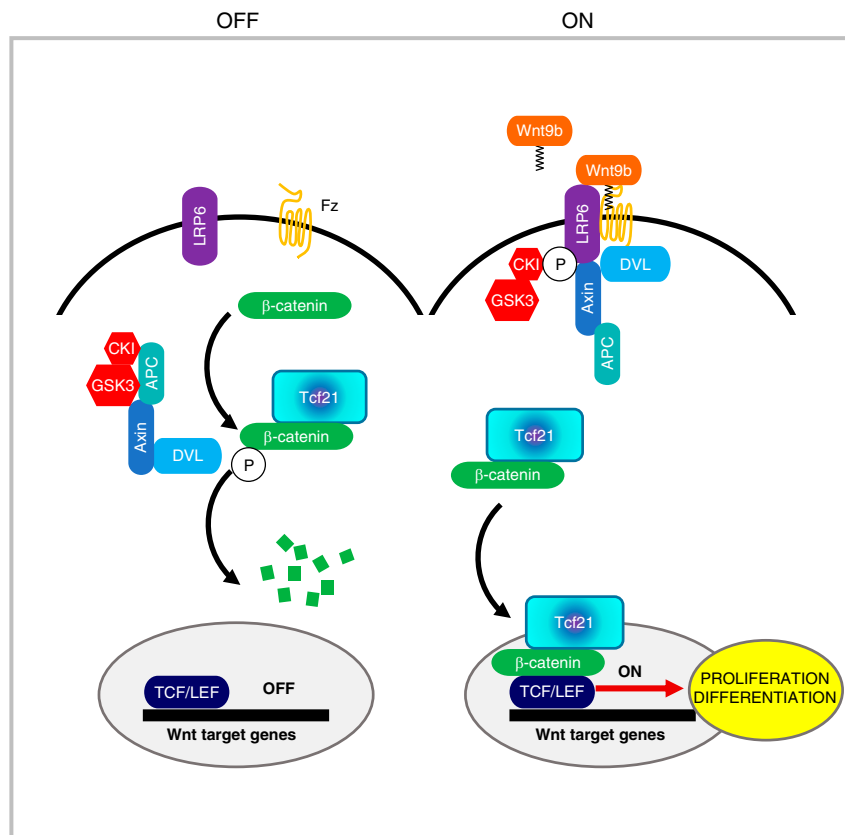 OFF
ON
Wnt9b
Wnt9b
LRP6
Fz
LRP6
CKI
P
DVL
GSK3
Axin
APC
β-catenin
CKI
GSK3
APC
Tcf21
Axin
DVL
β-catenin
P
Tcf21
β-catenin
Tcf21
β-catenin
TCF/LEF
OFF
Wnt target genes
TCF/LEF
ON
Wnt target genes
PROLIFERATION
DIFFERENTIATION